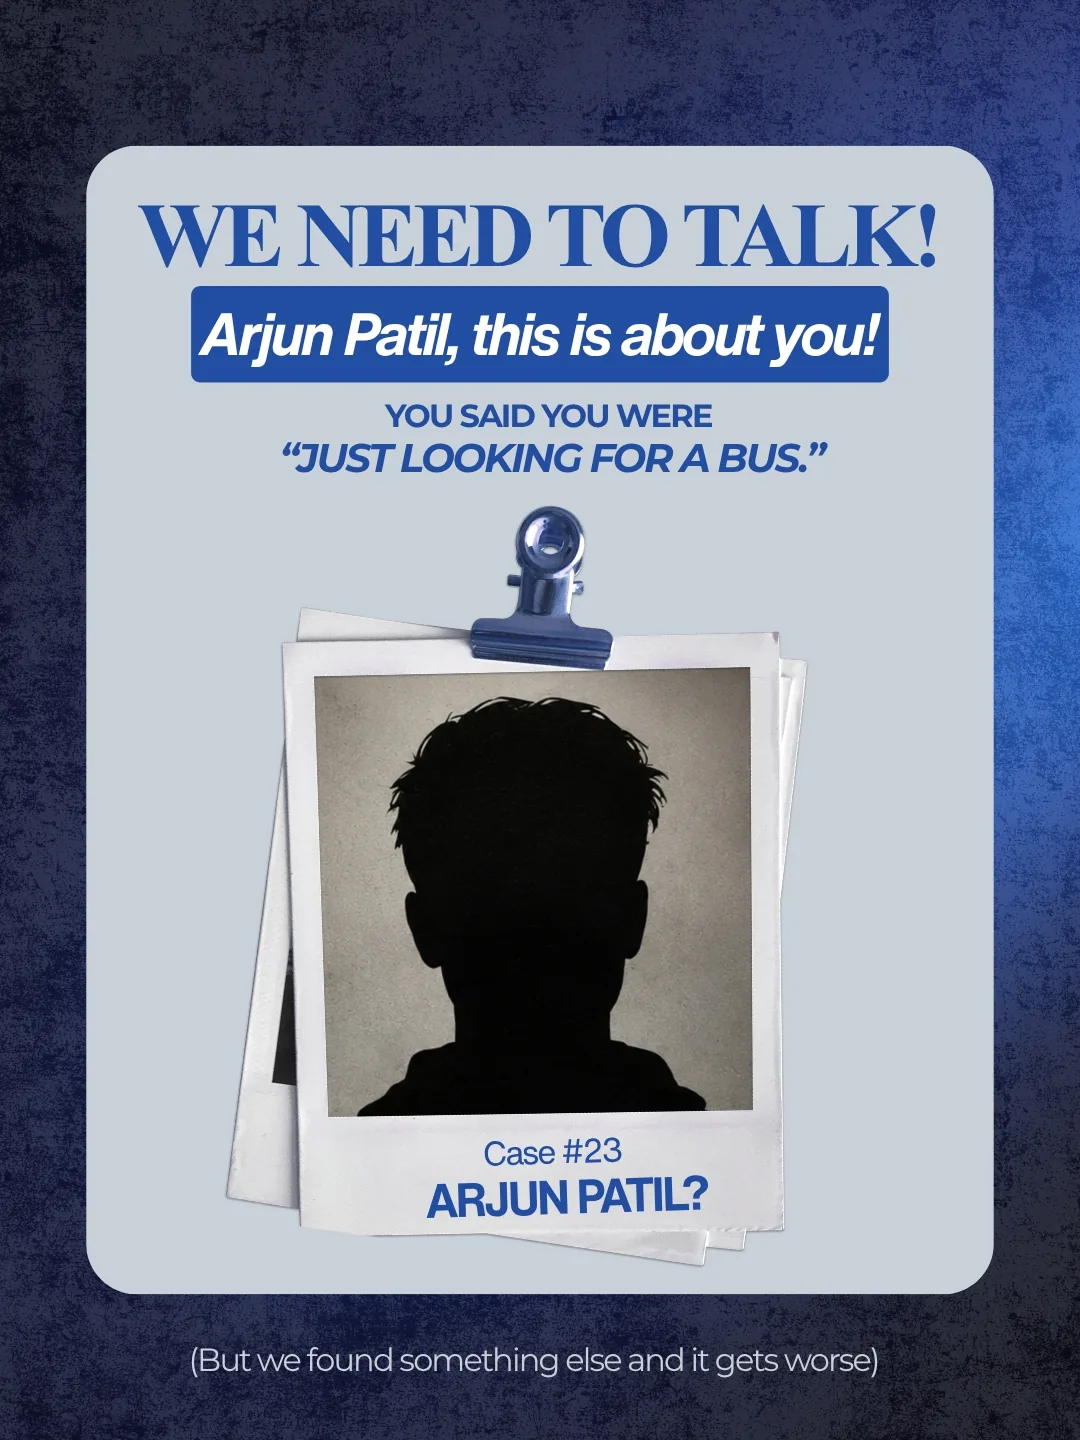 WE NEED TO TALK!
Arjun Patil, this is about you!
YOU SAID YOU WERE
“JUST LOOKING FOR A BUS.”
Case #23
ARJUN PATIL?
(But we found something else and it gets worse)